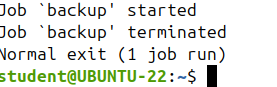 Job `backup' started
Job `backup' terminated
Normal exit (1 job run)
student@UBUNTU-22:~$